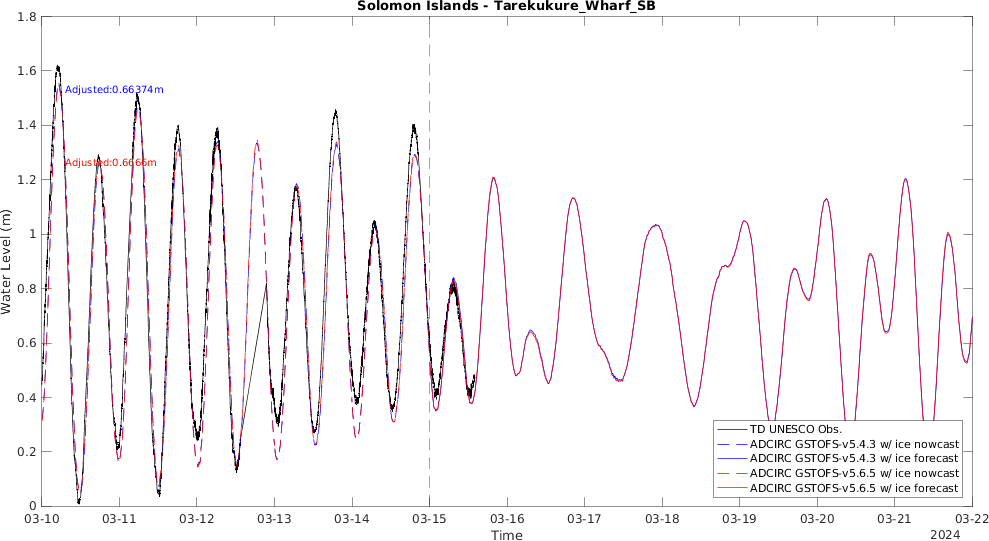 Solomon Islands - Tarekukure_Wharf_SB
1.8
1.6
1.4
1.2
1
0.8
0.6
0.4
0.2
0
Water Level (m)
Adjusted:0.66374m
Adjusted:0.6666m
TD UNESCO Obs.
ADCIRC GSTOFS-v5.4.3 w/ ice nowcast
ADCIRC GSTOFS-v5.4.3 w/ ice forecast
ADCIRC GSTOFS-v5.6.5 w/ ice nowcast
ADCIRC GSTOFS-v5.6.5 w/ ice forecast
03-10 03-11 03-12 03-13 03-14 03-15 03-16 03-17 03-18 03-19 03-20 03-21 03-22
Time
2024